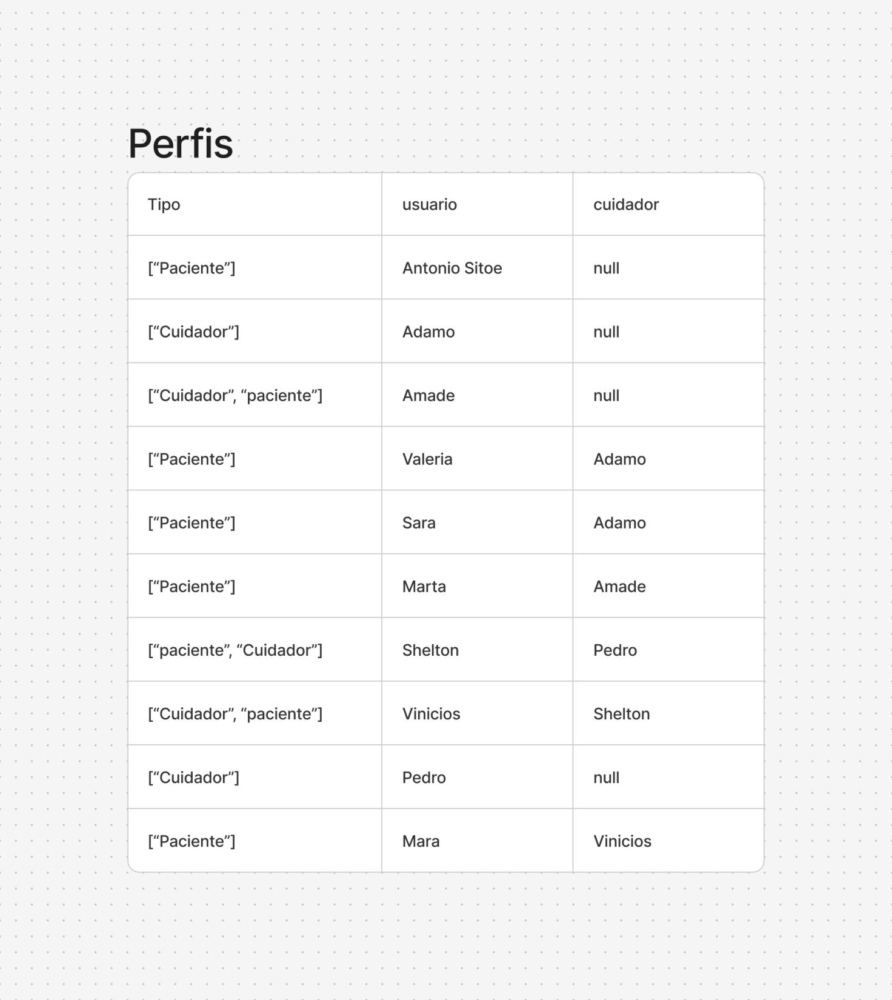 Perfis
Tipo usuario cuidador
[“Paciente”] Antonio Sitoe null
[“Cuidador”] Adamo null
[“Cuidador”, “paciente”] Amade null
[“Paciente”] Valeria Adamo
[“Paciente”] Sara Adamo
[“Paciente”] Marta Amade
[“paciente”, “Cuidador”] Shelton Pedro
[“Cuidador”, “paciente”] Vinicios Shelton
[“Cuidador”] Pedro null
[“Paciente”] Mara Vinicios